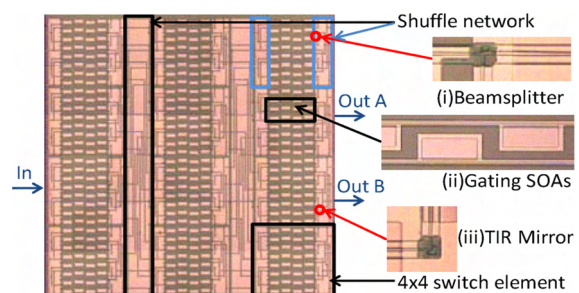 Shuffle network
(i)Beamsplitter
Out A
(ii)Gating SOAs
In
Out B
(iii)TIR Mirror
4x4 switch element